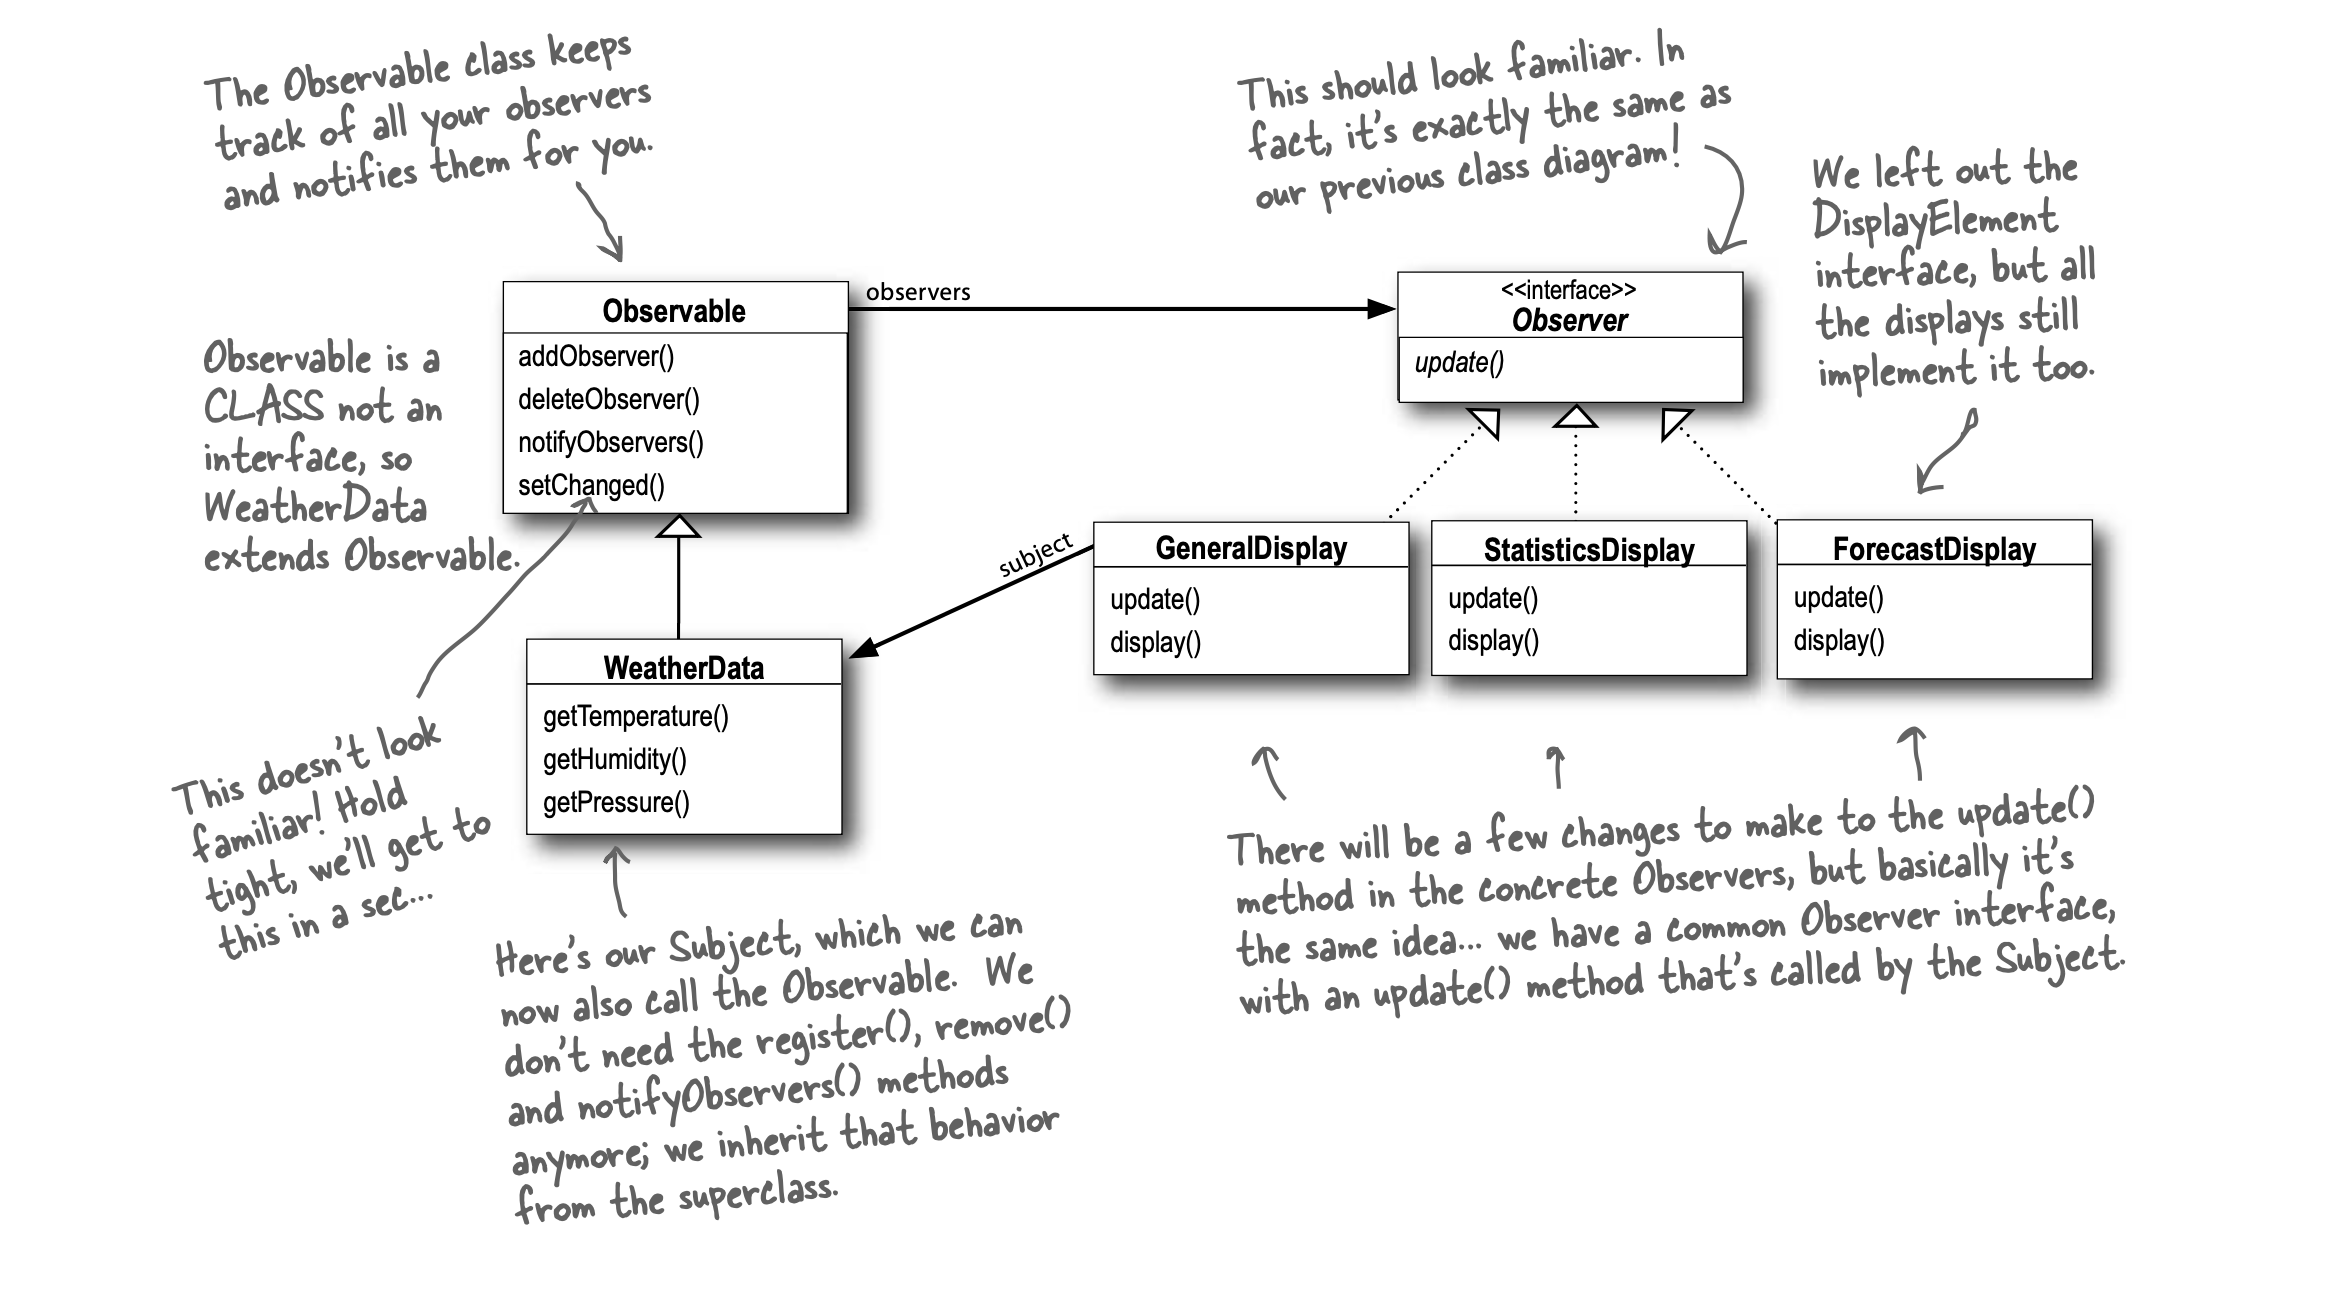 The Observable class keeps
track of all your observers
and notifies them for you.
This should look familiar. In
fact, it's exactly the same as
our previous class diagram!
We left out the
DisplayElement
interface, but all
the displays still
implement it too.
Observable is a
CLASS not an
interface, so
WeatherData
extends Observable.
Observable
addObserver()
deleteObserver()
notifyObservers()
setChanged()
observers
<<interface>>
Observer
update()
subject
GeneralDisplay
update()
display()
StatisticsDisplay
update()
display()
ForecastDisplay
update()
display()
WeatherData
getTemperature()
getHumidity()
getPressure()
This doesn't look
familiar! Hold
tight, we'll get to
this in a sec...
Here's our Subject, which we can
now also call the Observable. We
don't need the register(), remove()
and notifyObservers() methods
anymore; we inherit that behavior
from the superclass.
There will be a few changes to make to the update()
method in the concrete Observers, but basically it's
the same idea... we have a common Observer interface,
with an update() method that's called by the Subject.